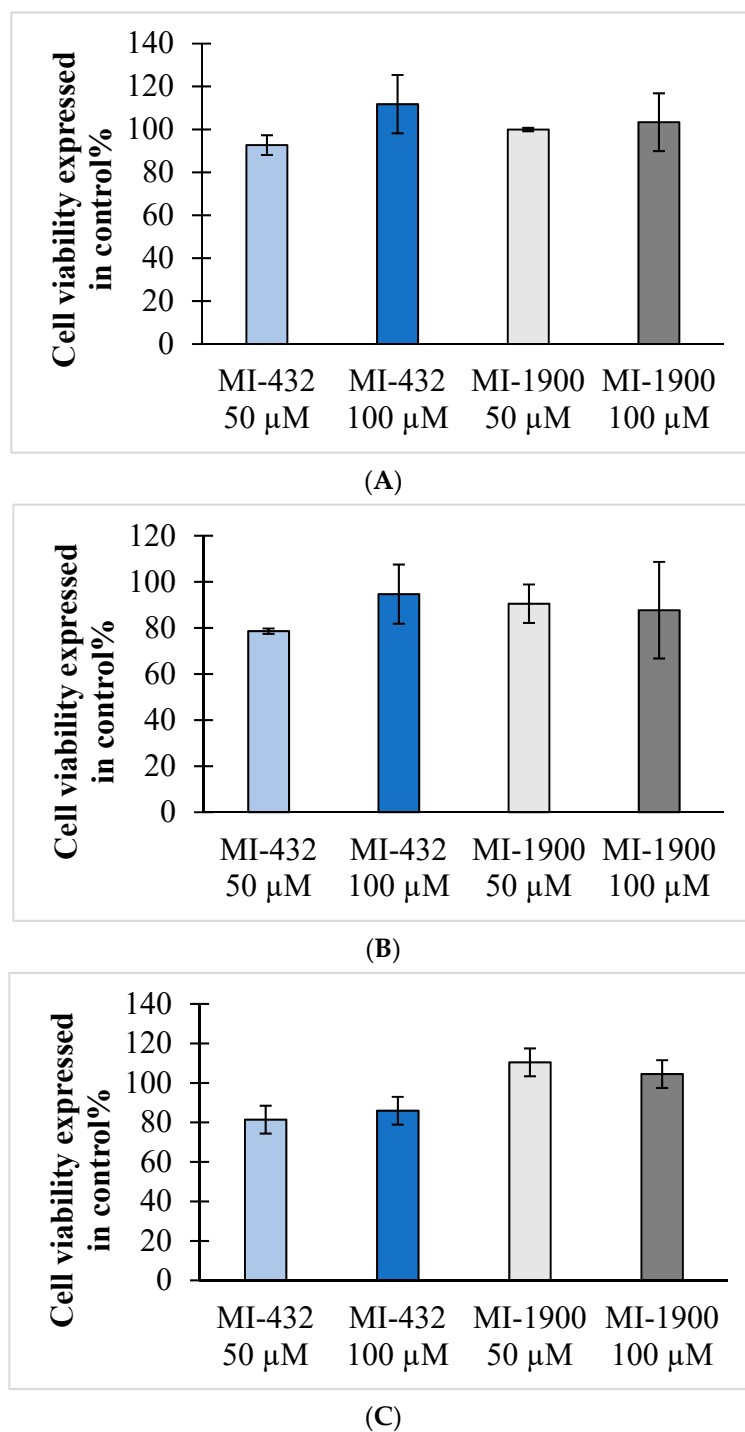 Cell viability expressed
in control%
140
120
100
80
60
40
20
0
MI-432 MI-432 MI-1900 MI-1900
50 µM 100 µM 50 µM 100 µM
(A)
Cell viability expressed
in control%
120
100
80
60
40
20
0
MI-432 MI-432 MI-1900 MI-1900
50 µM 100 µM 50 µM 100 µM
(B)
Cell viability expressed
in control%
140
120
100
80
60
40
20
0
MI-432 MI-432 MI-1900 MI-1900
50 µM 100 µM 50 µM 100 µM
(C)